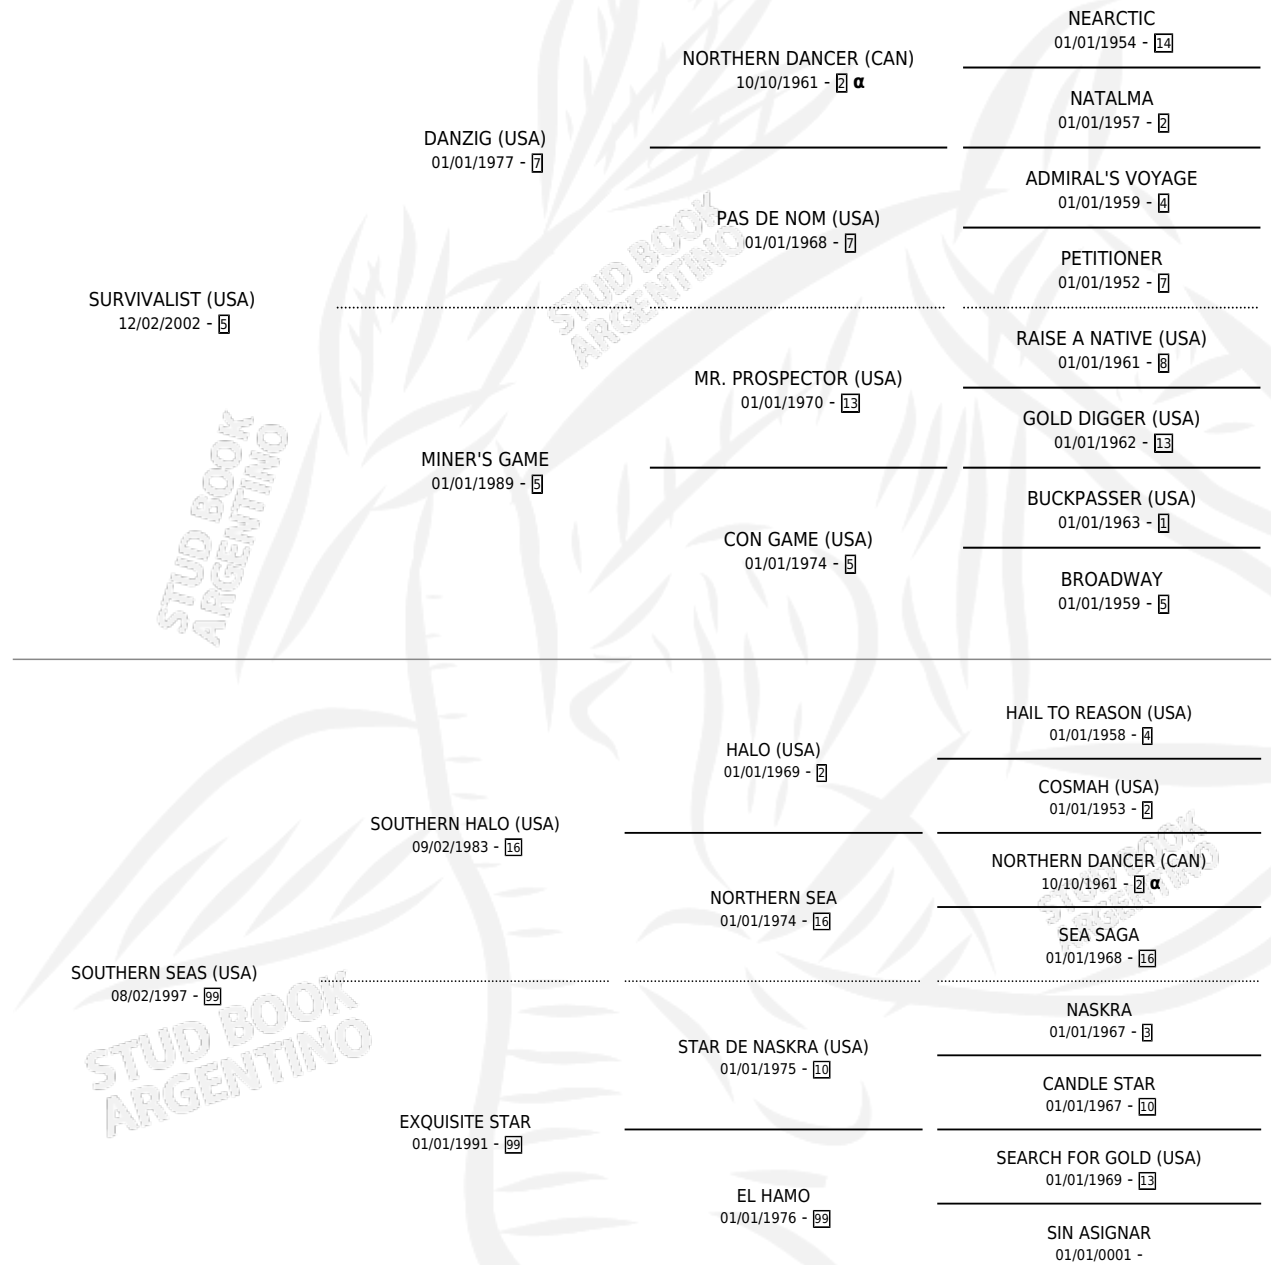 NEARCTIC
01/01/1954 - 14
NORTHERN DANCER (CAN)
10/10/1961 - 2 α
NATALMA
01/01/1957 - 2
DANZIG (USA)
01/01/1977 - 7
ADMIRAL'S VOYAGE
01/01/1959 - 4
PAS DE NOM (USA)
01/01/1968 - 7
PETITIONER
01/01/1952 - 7
SURVIVALIST (USA)
12/02/2002 - 5
RAISE A NATIVE (USA)
01/01/1961 - 8
MR. PROSPECTOR (USA)
01/01/1970 - 13
GOLD DIGGER (USA)
01/01/1962 - 13
MINER'S GAME
01/01/1989 - 5
BUCKPASSER (USA)
01/01/1963 - 1
CON GAME (USA)
01/01/1974 - 5
BROADWAY
01/01/1959 - 5
HAIL TO REASON (USA)
01/01/1958 - 4
HALO (USA)
01/01/1969 - 2
COSMAH (USA)
01/01/1953 - 2
SOUTHERN HALO (USA)
09/02/1983 - 16
NORTHERN DANCER (CAN)
10/10/1961 - 2 α
NORTHERN SEA
01/01/1974 - 16
SEA SAGA
01/01/1968 - 16
SOUTHERN SEAS (USA)
08/02/1997 - 99
NASKRA
01/01/1967 - 3
STAR DE NASKRA (USA)
01/01/1975 - 10
CANDLE STAR
01/01/1967 - 10
EXQUISITE STAR
01/01/1991 - 99
SEARCH FOR GOLD (USA)
01/01/1969 - 13
EL HAMO
01/01/1976 - 99
SIN ASIGNAR
01/01/0001 -
STUD BOOK
ARGENTINO
STUD BOOK
ARGENTINO
STUD BOOK
ARGENTINO
STUD BOOK
ARGENTINO